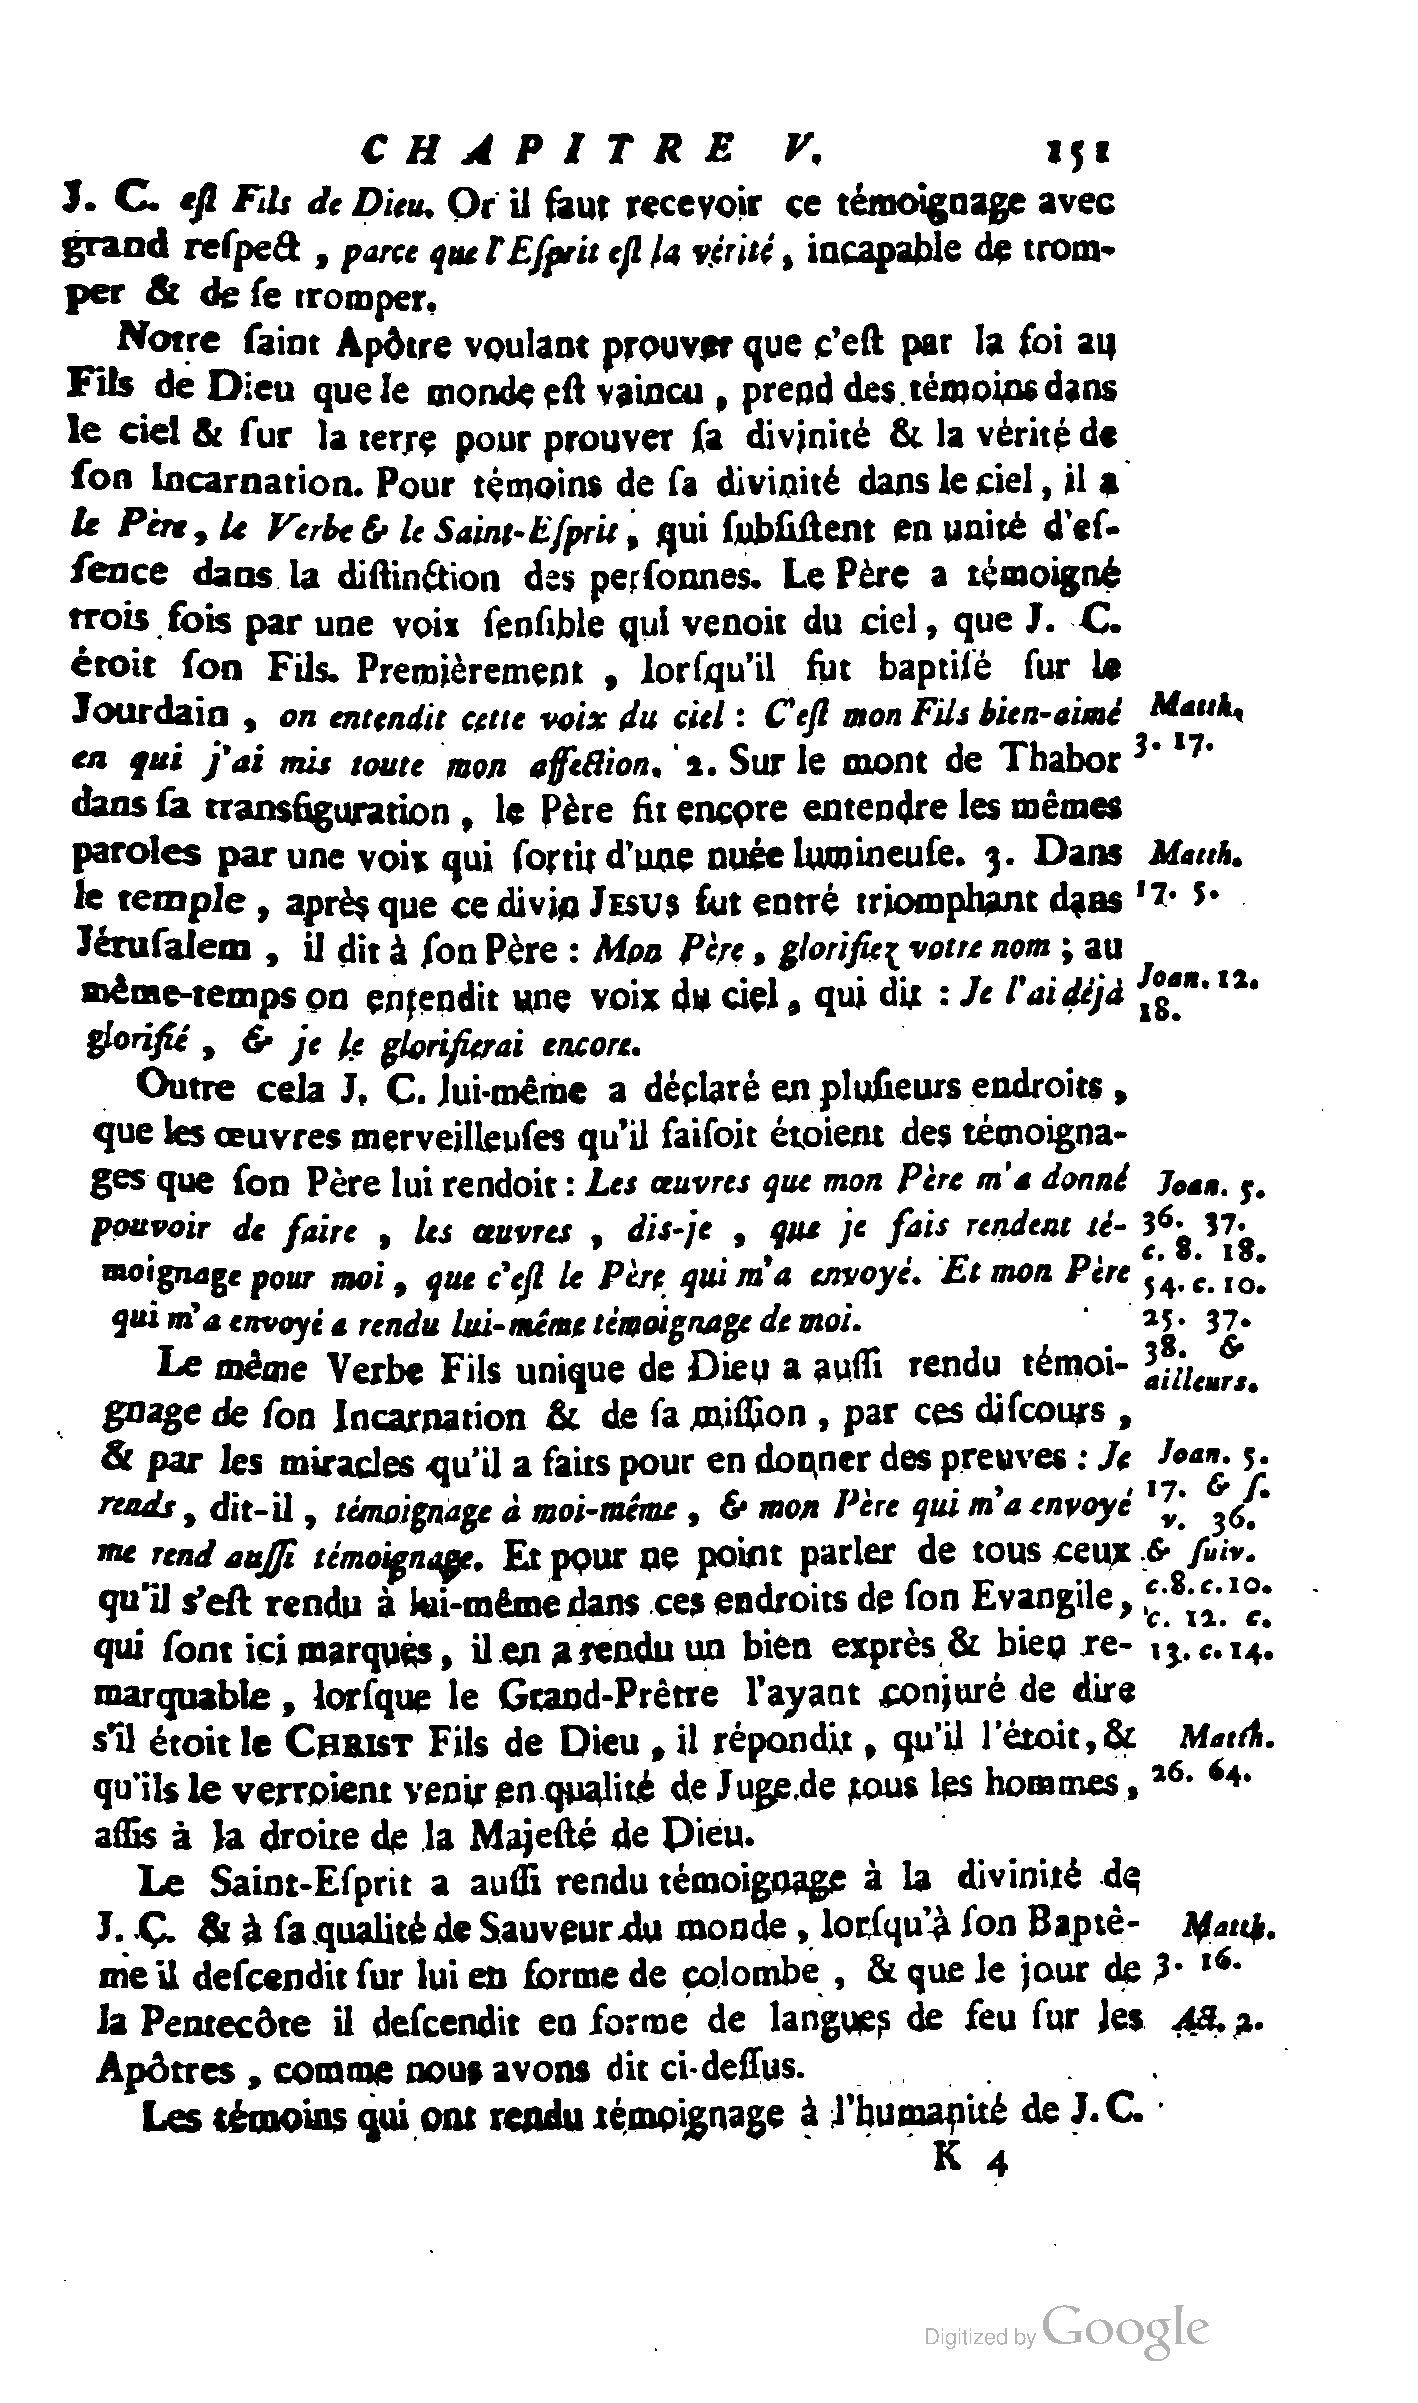 CHAPITRE V. 151
J. C. eſt Fils de Dieu. Or il faut recevoir ce témoignage avec
grand reſpect, parce que l'Eſprit eſt la vérité, incapable de trom-
per & de ſe tromper.
Notre ſaint Apôtre voulant prouver que c'eſt par la foi au
Fils de Dieu que le monde eſt vaincu, prend des témoins dans
le ciel & ſur la terre pour prouver ſa divinité & la vérité de
ſon Incarnation. Pour témoins de ſa divinité dans le ciel, il a
le Père, le Verbe & le Saint-Eſprit, qui ſubſiſtent en unité d'eſ-
ſence dans la diſtinction des perſonnes. Le Père a témoigné
trois fois par une voix ſenſible qui venoit du ciel, que J. C.
étoit ſon Fils. Premièrement, lorſqu'il fut baptiſé ſur le
Jourdain, on entendit cette voix du ciel : C'eſt mon Fils bien-aimé
Matth.
en qui j'ai mis toute mon affection. 2. Sur le mont de Thabor
3. 17.
dans ſa transfiguration, le Père fit encore entendre les mêmes
paroles par une voix qui ſortit d'une nuée lumineuſe. 3. Dans
Matth.
le temple, après que ce divin JESUS fut entré triomphant dans
17. 5.
Jéruſalem, il dit à ſon Père : Mon Père, glorifiez votre nom ; au
même-temps on entendit une voix du ciel, qui dit : Je l'ai déjà
Joan. 12.
18.
glorifié, & je le glorifierai encore.
Outre cela J. C. lui-même a déclaré en pluſieurs endroits,
que les œuvres merveilleuſes qu'il faiſoit étoient des témoigna-
ges que ſon Père lui rendoit : Les œuvres que mon Père m'a donné
Joan. 5.
pouvoir de faire, les œuvres, dis-je, que je fais rendent té-
36. 37.
c. 8. 18.
moignage pour moi, que c'eſt le Père qui m'a envoyé. Et mon Père
54. c. 10.
qui m'a envoyé a rendu lui-même témoignage de moi.
25. 37.
38. &
Le même Verbe Fils unique de Dieu a auſſi rendu témoi-
ailleurs.
gnage de ſon Incarnation & de ſa miſſion, par ces diſcours,
& par les miracles qu'il a faits pour en donner des preuves : Je
Joan. 5.
rends, dit-il, témoignage à moi-même, & mon Père qui m'a envoyé
17. & ſ.
v. 36.
me rend auſſi témoignage. Et pour ne point parler de tous ceux
& ſuiv.
qu'il s'eſt rendu à lui-même dans ces endroits de ſon Evangile,
c. 8. c. 10.
c. 12. c.
qui ſont ici marqués, il en a rendu un bien exprès & bien re-
13. c. 14.
marquable, lorſque le Grand-Prêtre l'ayant conjuré de dire
s'il étoit le CHRIST Fils de Dieu, il répondit, qu'il l'étoit, &
Matth.
qu'ils le verroient venir en qualité de Juge de tous les hommes,
26. 64.
aſſis à la droite de la Majeſté de Dieu.
Le Saint-Eſprit a auſſi rendu témoignage à la divinité de
J. C. & à ſa qualité de Sauveur du monde, lorſqu'à ſon Baptê-
Matth.
me il deſcendit ſur lui en forme de colombe, & que le jour de
3. 16.
la Pentecôte il deſcendit en forme de langues de feu ſur les
Act. 2.
Apôtres, comme nous avons dit ci-deſſus.
Les témoins qui ont rendu témoignage à l'humanité de J. C.
K 4
Digitized by Google